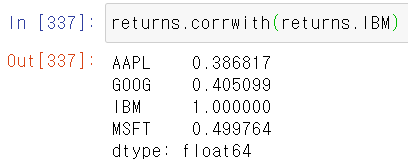 In [337]: returns.corrwith(returns.IBM)
Out[337]: AAPL    0.386817
GOOG    0.405099
IBM     1.000000
MSFT    0.499764
dtype: float64